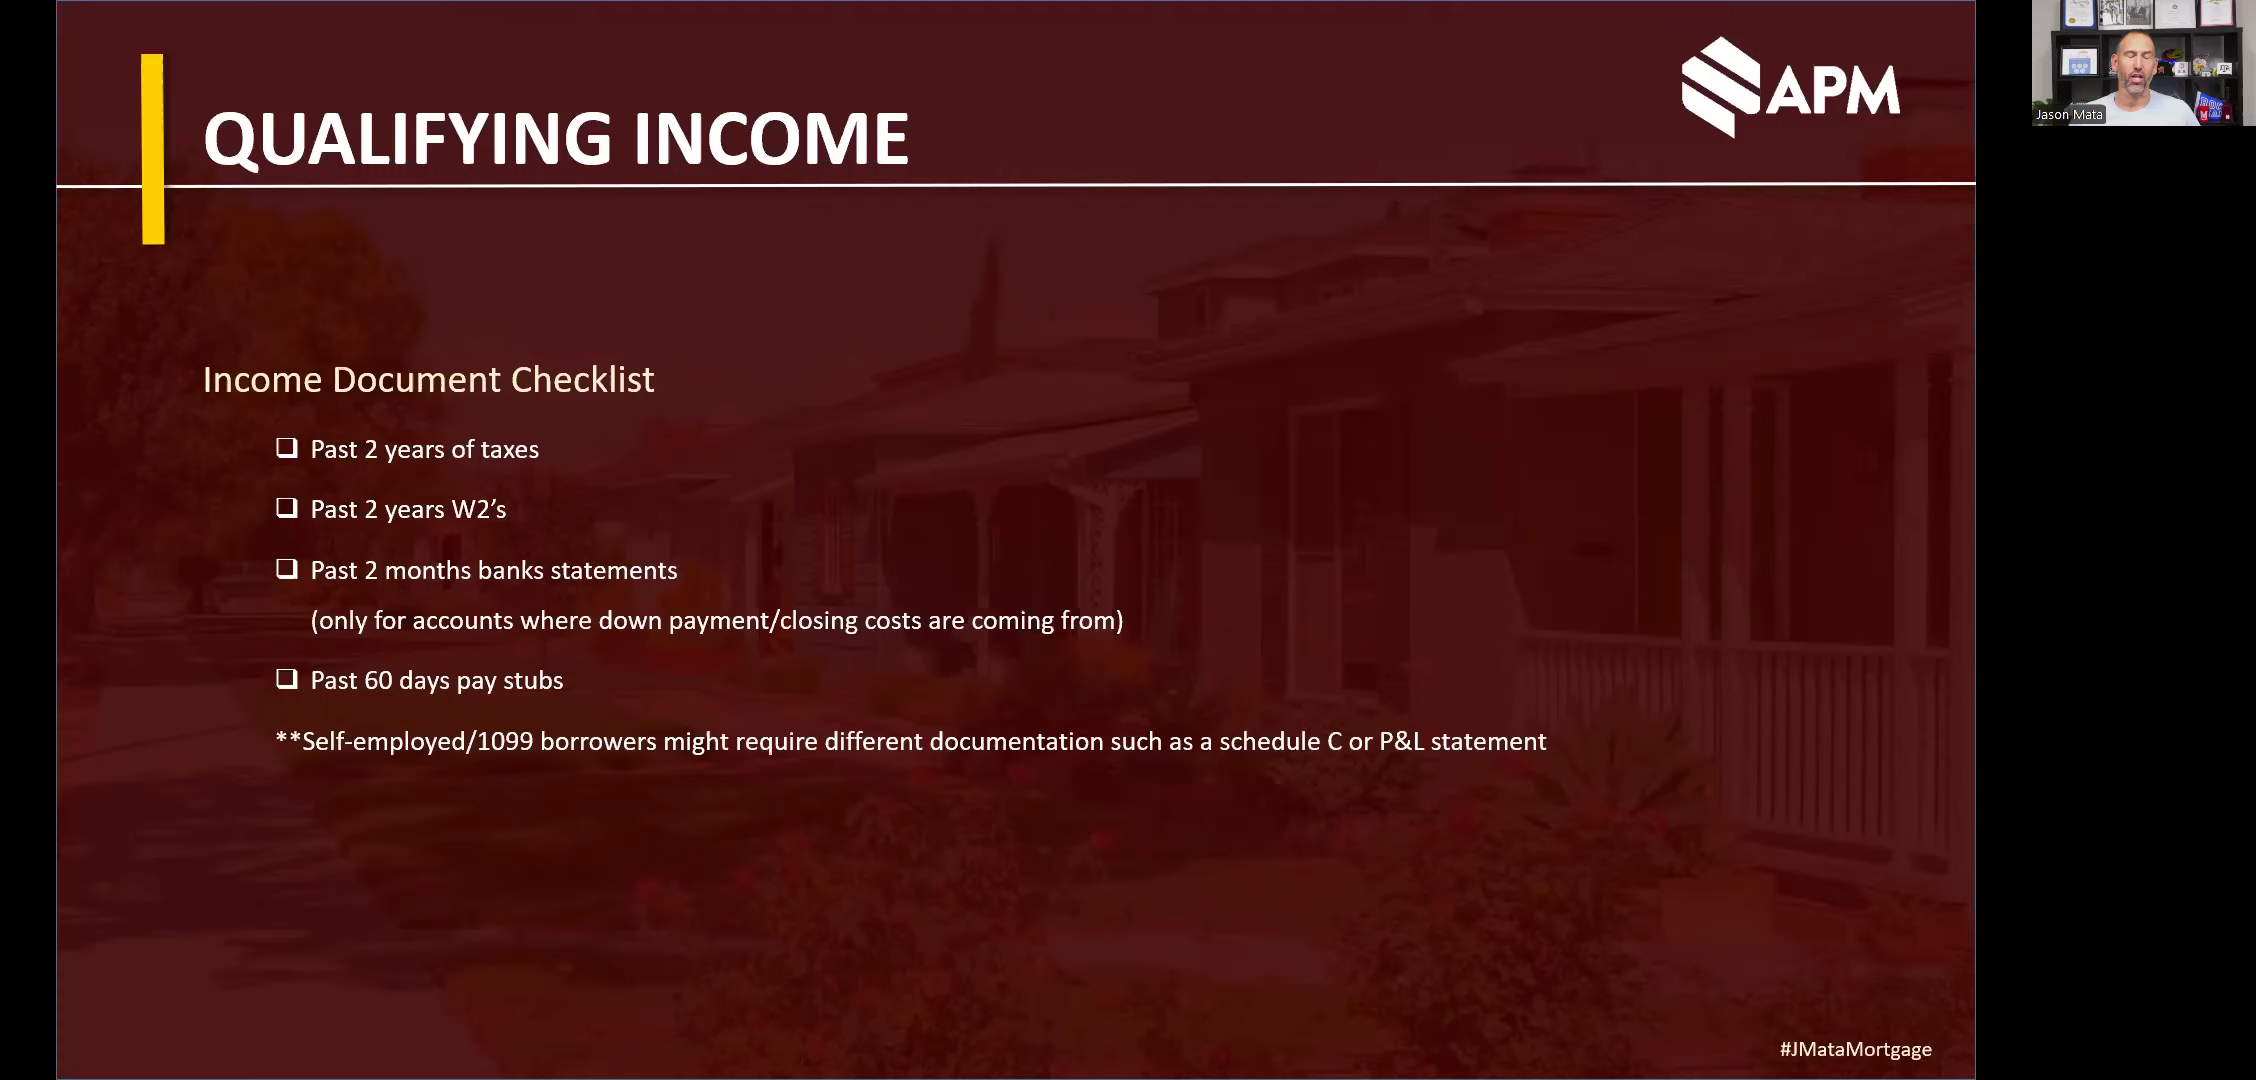 QUALIFYING INCOME
APM
Jason Mata
Income Document Checklist
Past 2 years of taxes
Past 2 years W2’s
Past 2 months banks statements
(only for accounts where down payment/closing costs are coming from)
Past 60 days pay stubs
**Self-employed/1099 borrowers might require different documentation such as a schedule C or P&L statement
#JMataMortgage